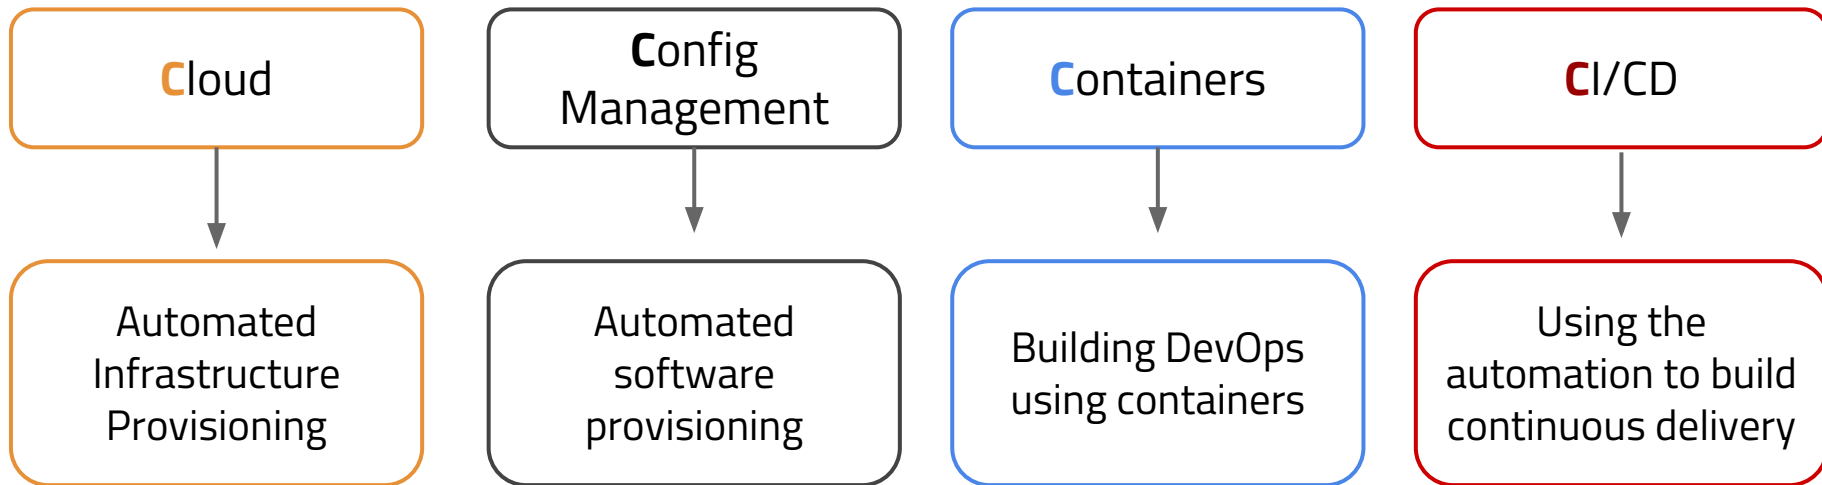 Cloud
Config
Management
Containers
CI/CD
Automated
Infrastructure
Provisioning
Automated
software
provisioning
Building DevOps
using containers
Using the
automation to build
continuous delivery